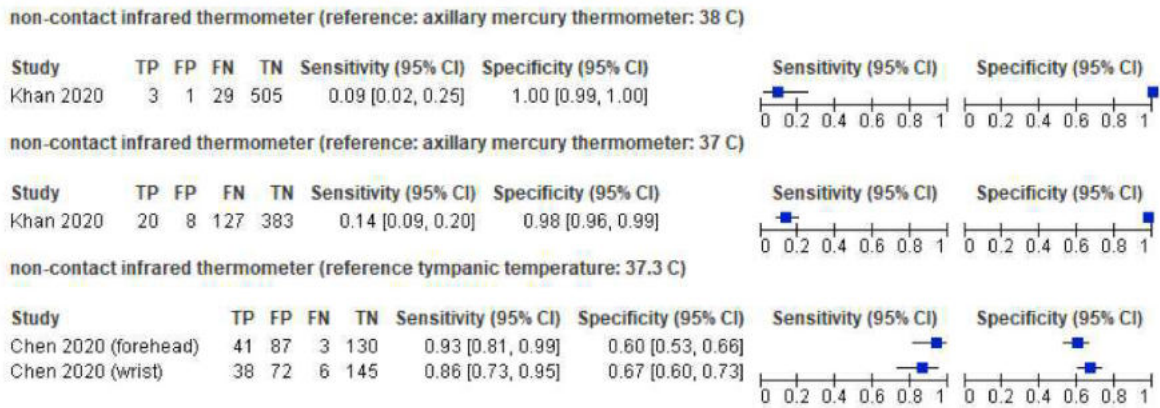 non-contact infrared thermometer (reference: axillary mercury thermometer: 38 C)
Study TP FP FN TN Sensitivity (95% CI) Specificity (95% CI) Sensitivity (95% CI) Specificity (95% CI)
Khan 2020 3 1 29 505 0.09 [0.02, 0.25] 1.00 [0.99, 1.00]
0 0.2 0.4 0.6 0.8 1 0 0.2 0.4 0.6 0.8 1
non-contact infrared thermometer (reference: axillary mercury thermometer: 37 C)
Study TP FP FN TN Sensitivity (95% CI) Specificity (95% CI) Sensitivity (95% CI) Specificity (95% CI)
Khan 2020 20 8 127 383 0.14 [0.09, 0.20] 0.98 [0.96, 0.99]
0 0.2 0.4 0.6 0.8 1 0 0.2 0.4 0.6 0.8 1
non-contact infrared thermometer (reference tympanic temperature: 37.3 C)
Study TP FP FN TN Sensitivity (95% CI) Specificity (95% CI) Sensitivity (95% CI) Specificity (95% CI)
Chen 2020 (forehead) 41 87 3 130 0.93 [0.81, 0.99] 0.60 [0.53, 0.66]
Chen 2020 (wrist) 38 72 6 145 0.86 [0.73, 0.95] 0.67 [0.60, 0.73]
0 0.2 0.4 0.6 0.8 1 0 0.2 0.4 0.6 0.8 1